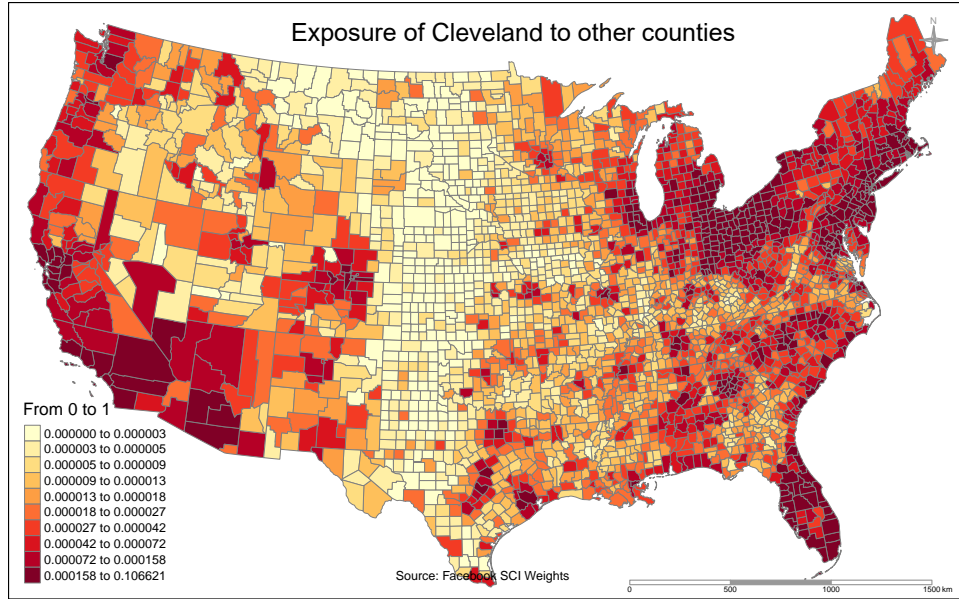 Exposure of Cleveland to other counties
N
From 0 to 1
0.000000 to 0.000003
0.000003 to 0.000005
0.000005 to 0.000009
0.000009 to 0.000013
0.000013 to 0.000018
0.000018 to 0.000027
0.000027 to 0.000042
0.000042 to 0.000072
0.000072 to 0.000158
0.000158 to 0.106621
Source: Facebook SCI Weights
0 500 1000 1500 km